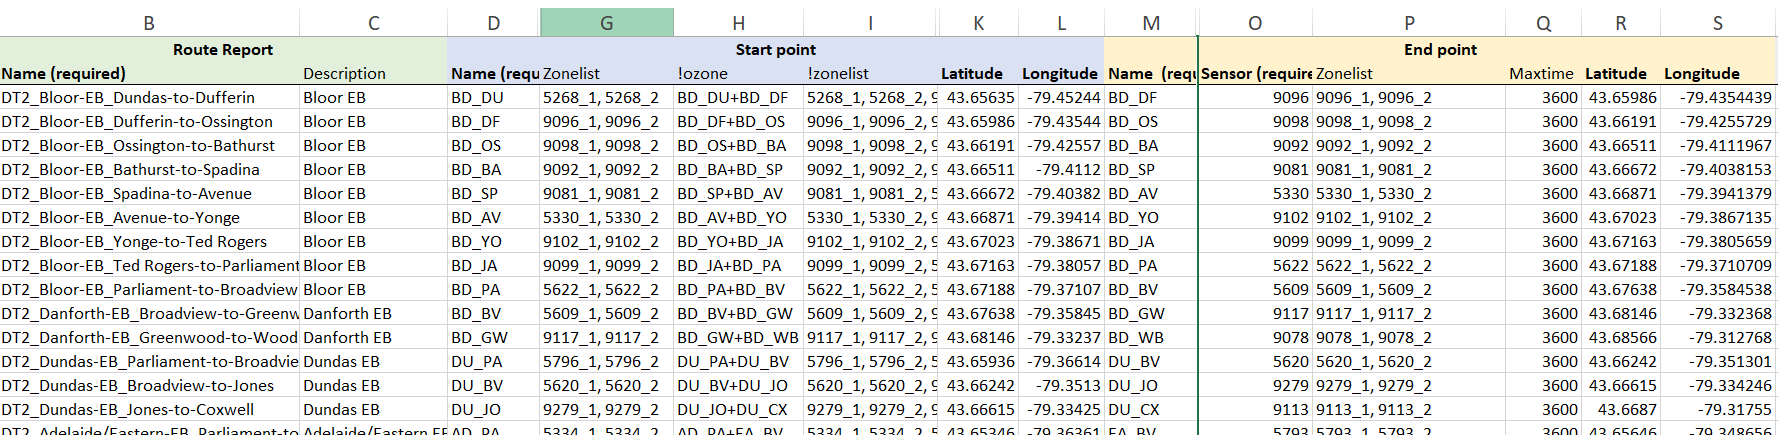 B C D G H I K L M O P Q R S
Route Report Start point End point
Name (required) Description Name (requ Zonelist !ozone !zonelist Latitude Longitude Name (requ Sensor (require Zonelist Maxtime Latitude Longitude
DT2_Bloor-EB_Dundas-to-Dufferin Bloor EB BD_DU 5268_1, 5268_2 BD_DU+BD_DF 5268_1, 5268_2, 9 43.65635 -79.45244 BD_DF 9096 9096_1, 9096_2 3600 43.65986 -79.4354439
DT2_Bloor-EB_Dufferin-to-Ossington Bloor EB BD_DF 9096_1, 9096_2 BD_DF+BD_OS 9096_1, 9096_2, 9 43.65986 -79.43544 BD_OS 9098 9098_1, 9098_2 3600 43.66191 -79.4255729
DT2_Bloor-EB_Ossington-to-Bathurst Bloor EB BD_OS 9098_1, 9098_2 BD_OS+BD_BA 9098_1, 9098_2, 9 43.66191 -79.42557 BD_BA 9092 9092_1, 9092_2 3600 43.66511 -79.4111967
DT2_Bloor-EB_Bathurst-to-Spadina Bloor EB BD_BA 9092_1, 9092_2 BD_BA+BD_SP 9092_1, 9092_2, 9 43.66511 -79.4112 BD_SP 9081 9081_1, 9081_2 3600 43.66672 -79.4038153
DT2_Bloor-EB_Spadina-to-Avenue Bloor EB BD_SP 9081_1, 9081_2 BD_SP+BD_AV 9081_1, 9081_2, 5 43.66672 -79.40382 BD_AV 5330 5330_1, 5330_2 3600 43.66871 -79.3941379
DT2_Bloor-EB_Avenue-to-Yonge Bloor EB BD_AV 5330_1, 5330_2 BD_AV+BD_YO 5330_1, 5330_2, 9 43.66871 -79.39414 BD_YO 9102 9102_1, 9102_2 3600 43.67023 -79.3867135
DT2_Bloor-EB_Yonge-to-Ted Rogers Bloor EB BD_YO 9102_1, 9102_2 BD_YO+BD_JA 9102_1, 9102_2, 9 43.67023 -79.38671 BD_JA 9099 9099_1, 9099_2 3600 43.67163 -79.3805659
DT2_Bloor-EB_Ted Rogers-to-Parliament Bloor EB BD_JA 9099_1, 9099_2 BD_JA+BD_PA 9099_1, 9099_2, 5 43.67163 -79.38057 BD_PA 5622 5622_1, 5622_2 3600 43.67188 -79.3710709
DT2_Bloor-EB_Parliament-to-Broadview Bloor EB BD_PA 5622_1, 5622_2 BD_PA+BD_BV 5622_1, 5622_2, 5 43.67188 -79.37107 BD_BV 5609 5609_1, 5609_2 3600 43.67638 -79.3584538
DT2_Danforth-EB_Broadview-to-Greenw Danforth EB BD_BV 5609_1, 5609_2 BD_BV+BD_GW 5609_1, 5609_2, 9 43.67638 -79.35845 BD_GW 9117 9117_1, 9117_2 3600 43.68146 -79.332368
DT2_Danforth-EB_Greenwood-to-Wood Danforth EB BD_GW 9117_1, 9117_2 BD_GW+BD_WB 9117_1, 9117_2, 9 43.68146 -79.33237 BD_WB 9078 9078_1, 9078_2 3600 43.68566 -79.312768
DT2_Dundas-EB_Parliament-to-Broadvie Dundas EB DU_PA 5796_1, 5796_2 DU_PA+DU_BV 5796_1, 5796_2, 5 43.65936 -79.36614 DU_BV 5620 5620_1, 5620_2 3600 43.66242 -79.351301
DT2_Dundas-EB_Broadview-to-Jones Dundas EB DU_BV 5620_1, 5620_2 DU_BV+DU_JO 5620_1, 5620_2, 9 43.66242 -79.3513 DU_JO 9279 9279_1, 9279_2 3600 43.66615 -79.334246
DT2_Dundas-EB_Jones-to-Coxwell Dundas EB DU_JO 9279_1, 9279_2 DU_JO+DU_CX 9279_1, 9279_2, 9 43.66615 -79.33425 DU_CX 9113 9113_1, 9113_2 3600 43.6687 -79.31755
DT2_Adelaide/Eastern-EB_Parliament-to Adelaide/Eastern EB AD_PA 5334_1, 5334_2 AD_PA+EA_BV 5334_1, 5334_2, 5 43.65346 -79.36361 EA_BV 5793 5793_1, 5793_2 3600 43.65646 -79.348656